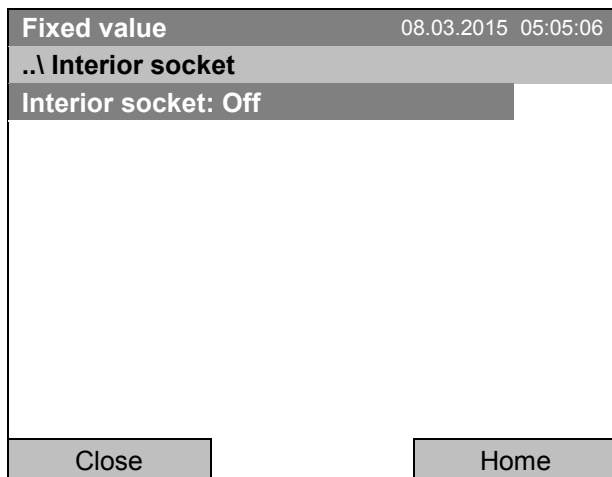 Fixed value 08.03.2015 05:05:06
..\ Interior socket
Interior socket: Off
Close Home